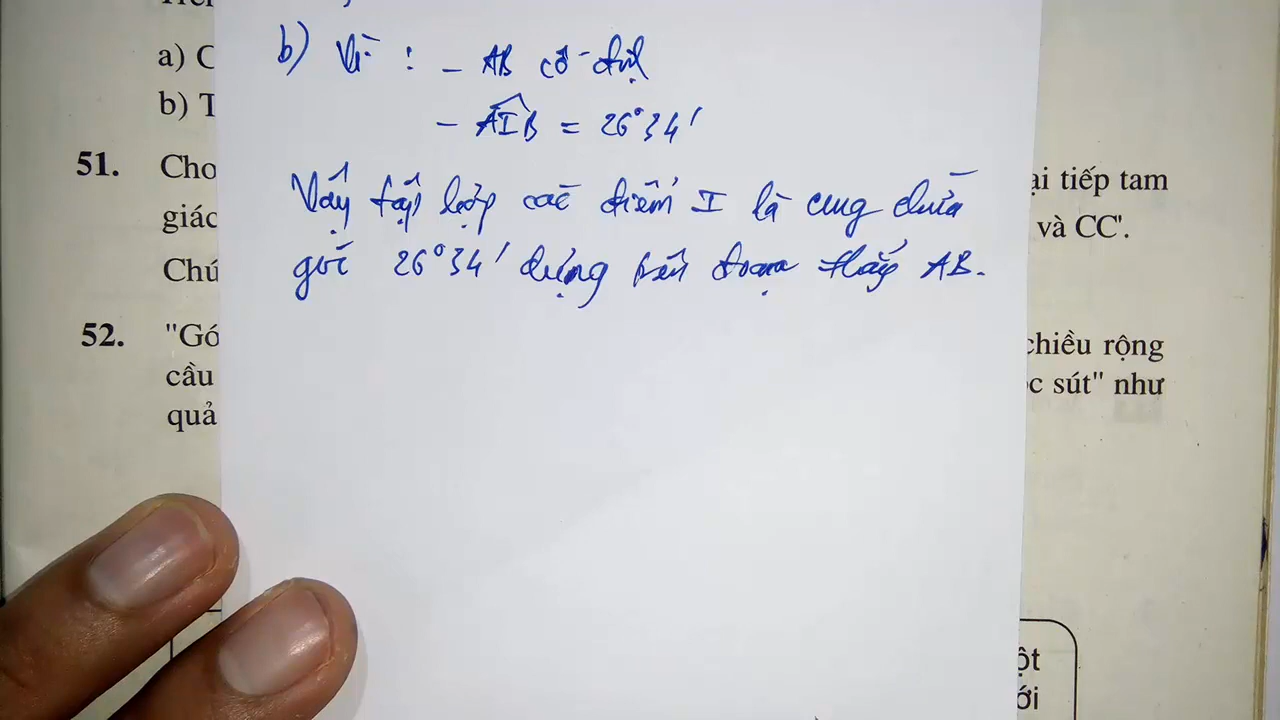 b) Vì : - AB cố định
- AIB = 26°34'
Vậy tập hợp các điểm I là cung chứa
góc 26°34' dựng trên đoạn thẳng AB.
a) C
b) T
51. Cho
giác
Chú
ại tiếp tam
và CC'.
52. "Gó
cầu
quả
chiều rộng
óc sút" như
ột
ới